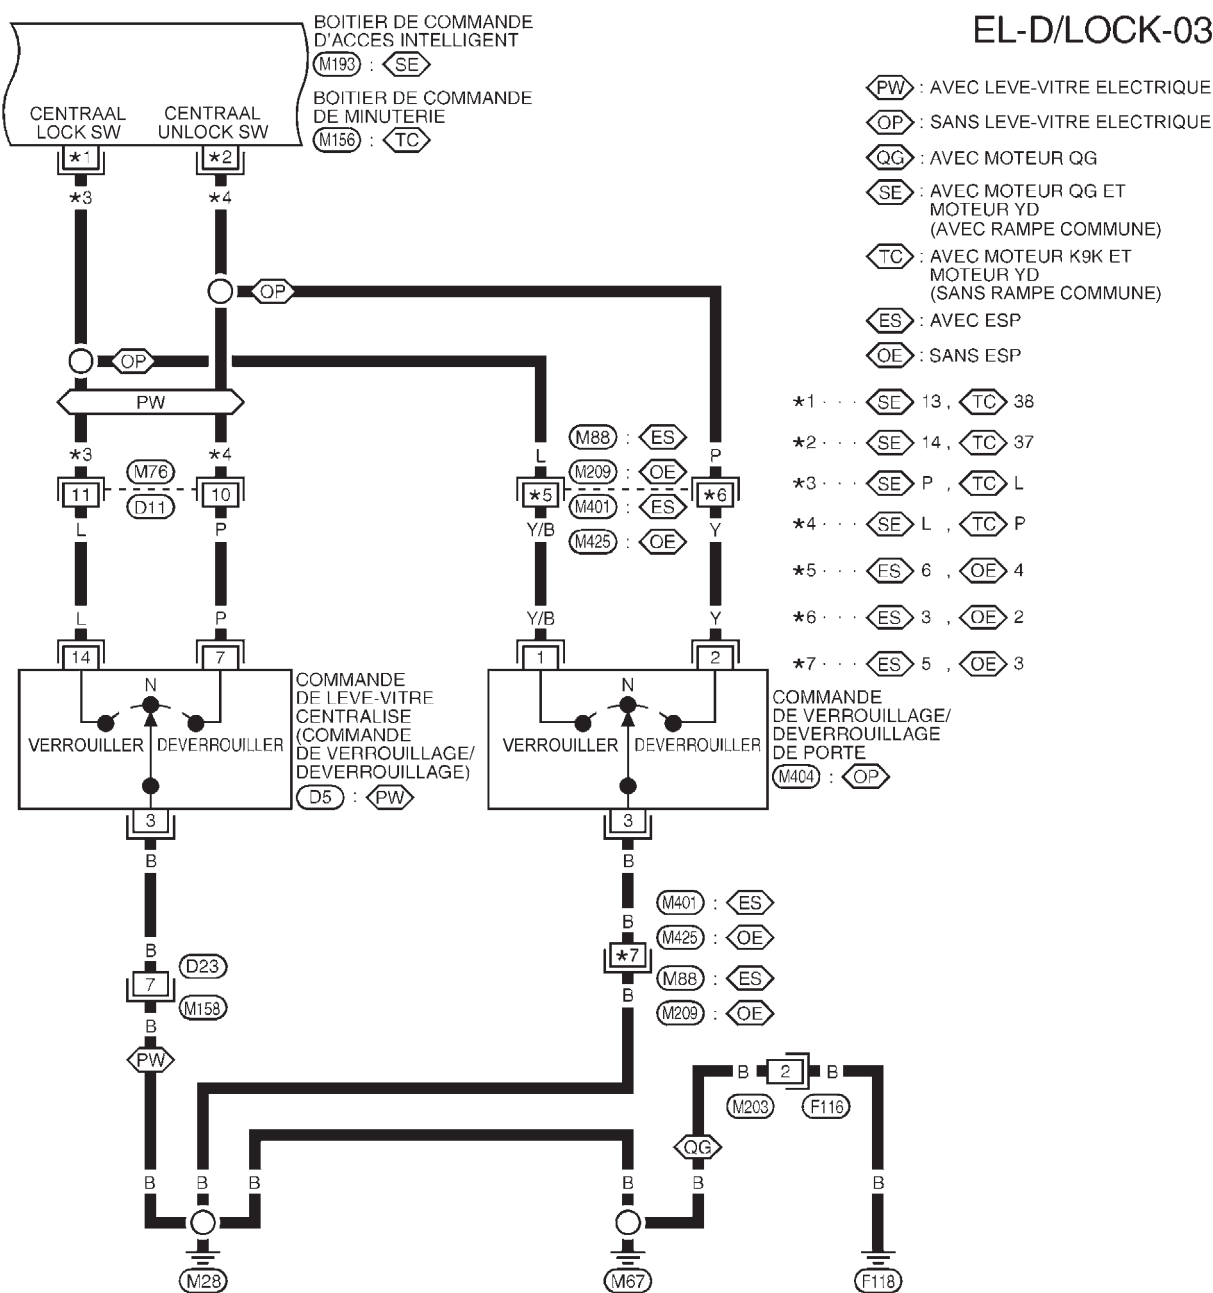 EL-D/LOCK-03
BOITIER DE COMMANDE
D'ACCES INTELLIGENT
M193 : SE
BOITIER DE COMMANDE
DE MINUTERIE
M156 : TC
CENTRAAL
LOCK SW
CENTRAAL
UNLOCK SW
*1
*2
*3
*4
PW : AVEC LEVE-VITRE ELECTRIQUE
OP : SANS LEVE-VITRE ELECTRIQUE
QG : AVEC MOTEUR QG
SE : AVEC MOTEUR QG ET
MOTEUR YD
(AVEC RAMPE COMMUNE)
TC : AVEC MOTEUR K9K ET
MOTEUR YD
(SANS RAMPE COMMUNE)
ES : AVEC ESP
OE : SANS ESP
*1 · · · SE 13 , TC 38
*2 · · · SE 14 , TC 37
*3 · · · SE P , TC L
*4 · · · SE L , TC P
*5 · · · ES 6 , OE 4
*6 · · · ES 3 , OE 2
*7 · · · ES 5 , OE 3
OP
OP
PW
*3
*4
M76
11
10
D11
L
P
L
P
14
7
L
P
M88 : ES
M209 : OE
*5
*6
M401 : ES
M425 : OE
Y/B
Y
Y/B
Y
1
2
N
VERROUILLER
DEVERROUILLER
COMMANDE
DE LEVE-VITRE
CENTRALISE
(COMMANDE
DE VERROUILLAGE/
DEVERROUILLAGE)
D5 : PW
3
N
VERROUILLER
DEVERROUILLER
COMMANDE
DE VERROUILLAGE/
DEVERROUILLAGE
DE PORTE
M404 : OP
3
B
B
D23
7
M158
B
PW
B
B
M401 : ES
M425 : OE
*7
M88 : ES
M209 : OE
B
B 2 B
M203
F116
QG
B
B
B
B
B
M28
M67
F118